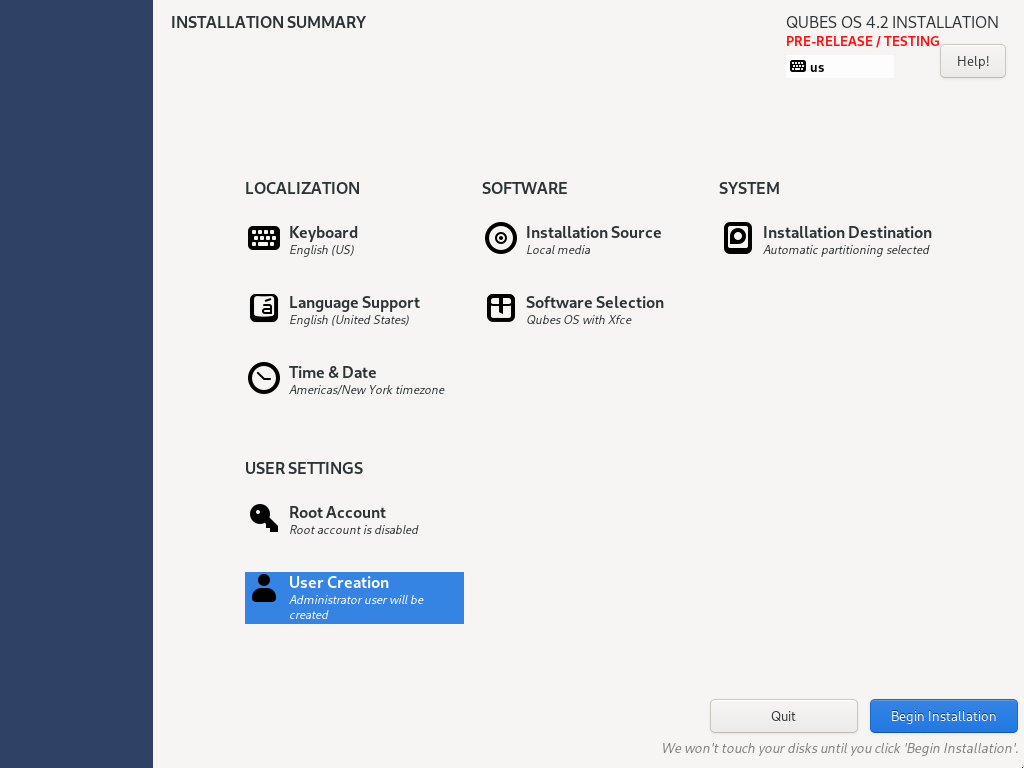 INSTALLATION SUMMARY
QUBES OS 4.2 INSTALLATION
PRE-RELEASE / TESTING
us
Help!
LOCALIZATION
Keyboard
English (US)
Language Support
English (United States)
Time & Date
Americas/New York timezone
SOFTWARE
Installation Source
Local media
Software Selection
Qubes OS with Xfce
SYSTEM
Installation Destination
Automatic partitioning selected
USER SETTINGS
Root Account
Root account is disabled
User Creation
Administrator user will be
created
Quit
Begin Installation
We won't touch your disks until you click 'Begin Installation'.